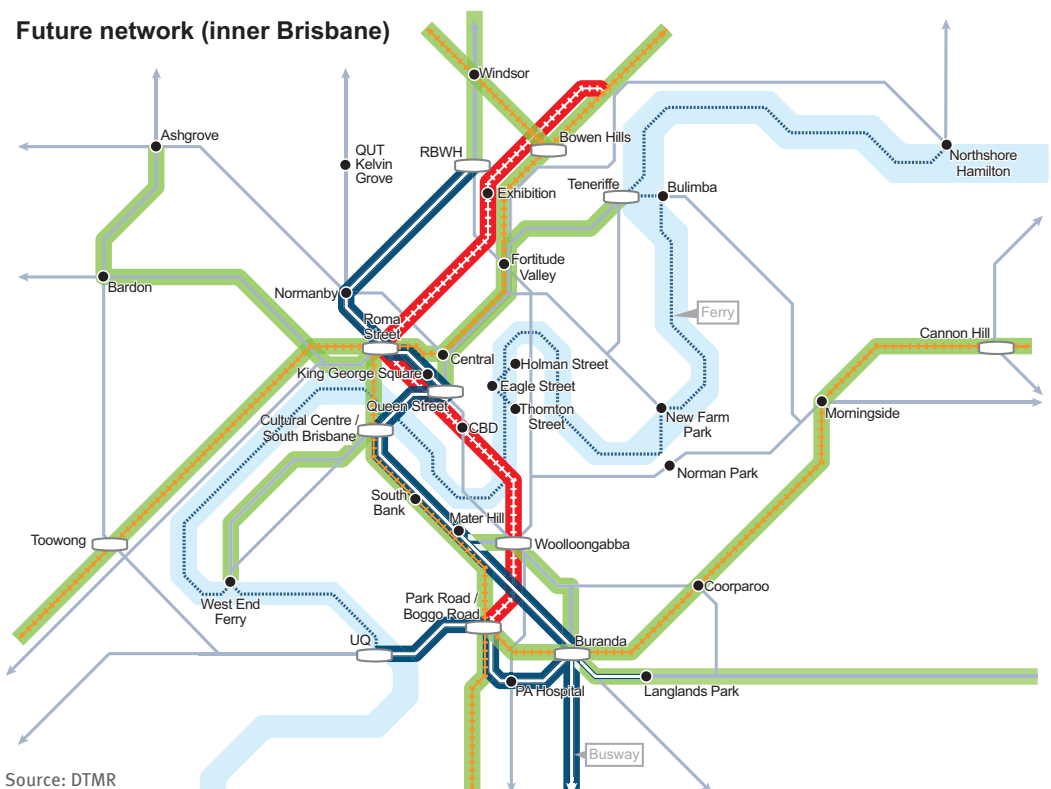 Future network (inner Brisbane)
Windsor
Ashgrove
Bowen Hills
QUT
Kelvin
Grove
RBWH
Northshore
Hamilton
Teneriffe
Bulimba
Exhibition
Fortitude
Valley
Bardon
Normanby
Ferry
Roma
Street
Cannon Hill
Central
King George Square
Holman Street
Eagle Street
Queen Street
Thornton
Street
Morningside
New Farm
Park
Cultural Centre /
South Brisbane
CBD
Norman Park
South
Bank
Mater Hill
Toowong
Woolloongabba
Coorparoo
West End
Ferry
Park Road /
Boggo Road
UQ
Buranda
PA Hospital
Langlands Park
Busway
Source: DTMR